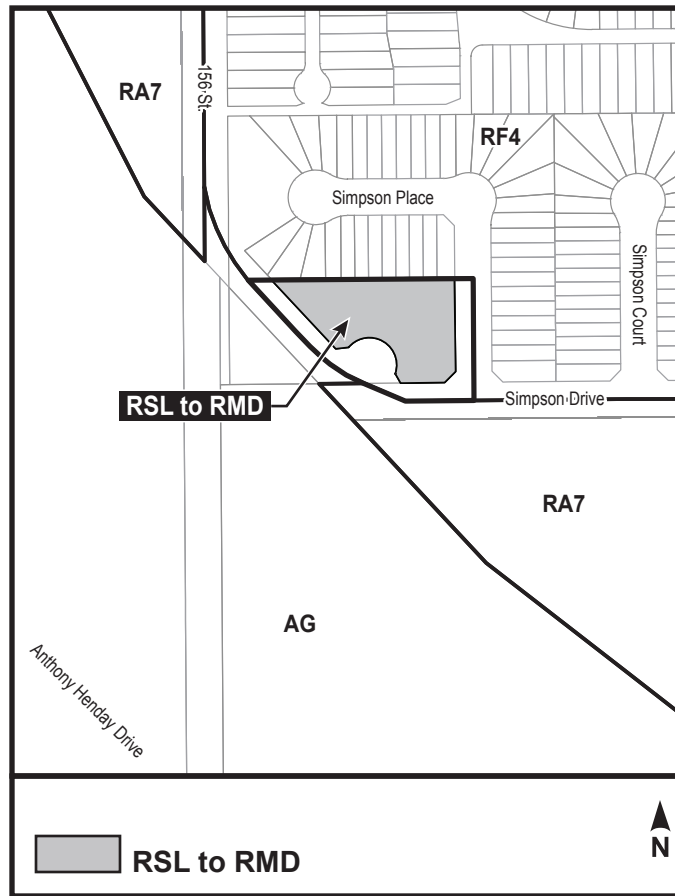 RA7
156 St.
RF4
Simpson Place
Simpson Court
RSL to RMD
Simpson Drive
RA7
AG
Anthony Henday Drive
RSL to RMD
N